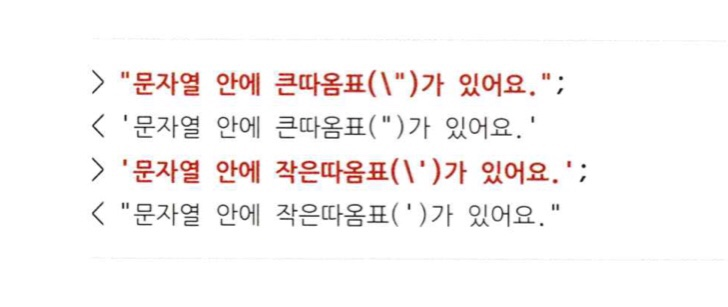 > "문자열 안에 큰따옴표(\")가 있어요.";
< '문자열 안에 큰따옴표(")가 있어요.'
> '문자열 안에 작은따옴표(\')가 있어요.';
< "문자열 안에 작은따옴표(')가 있어요."